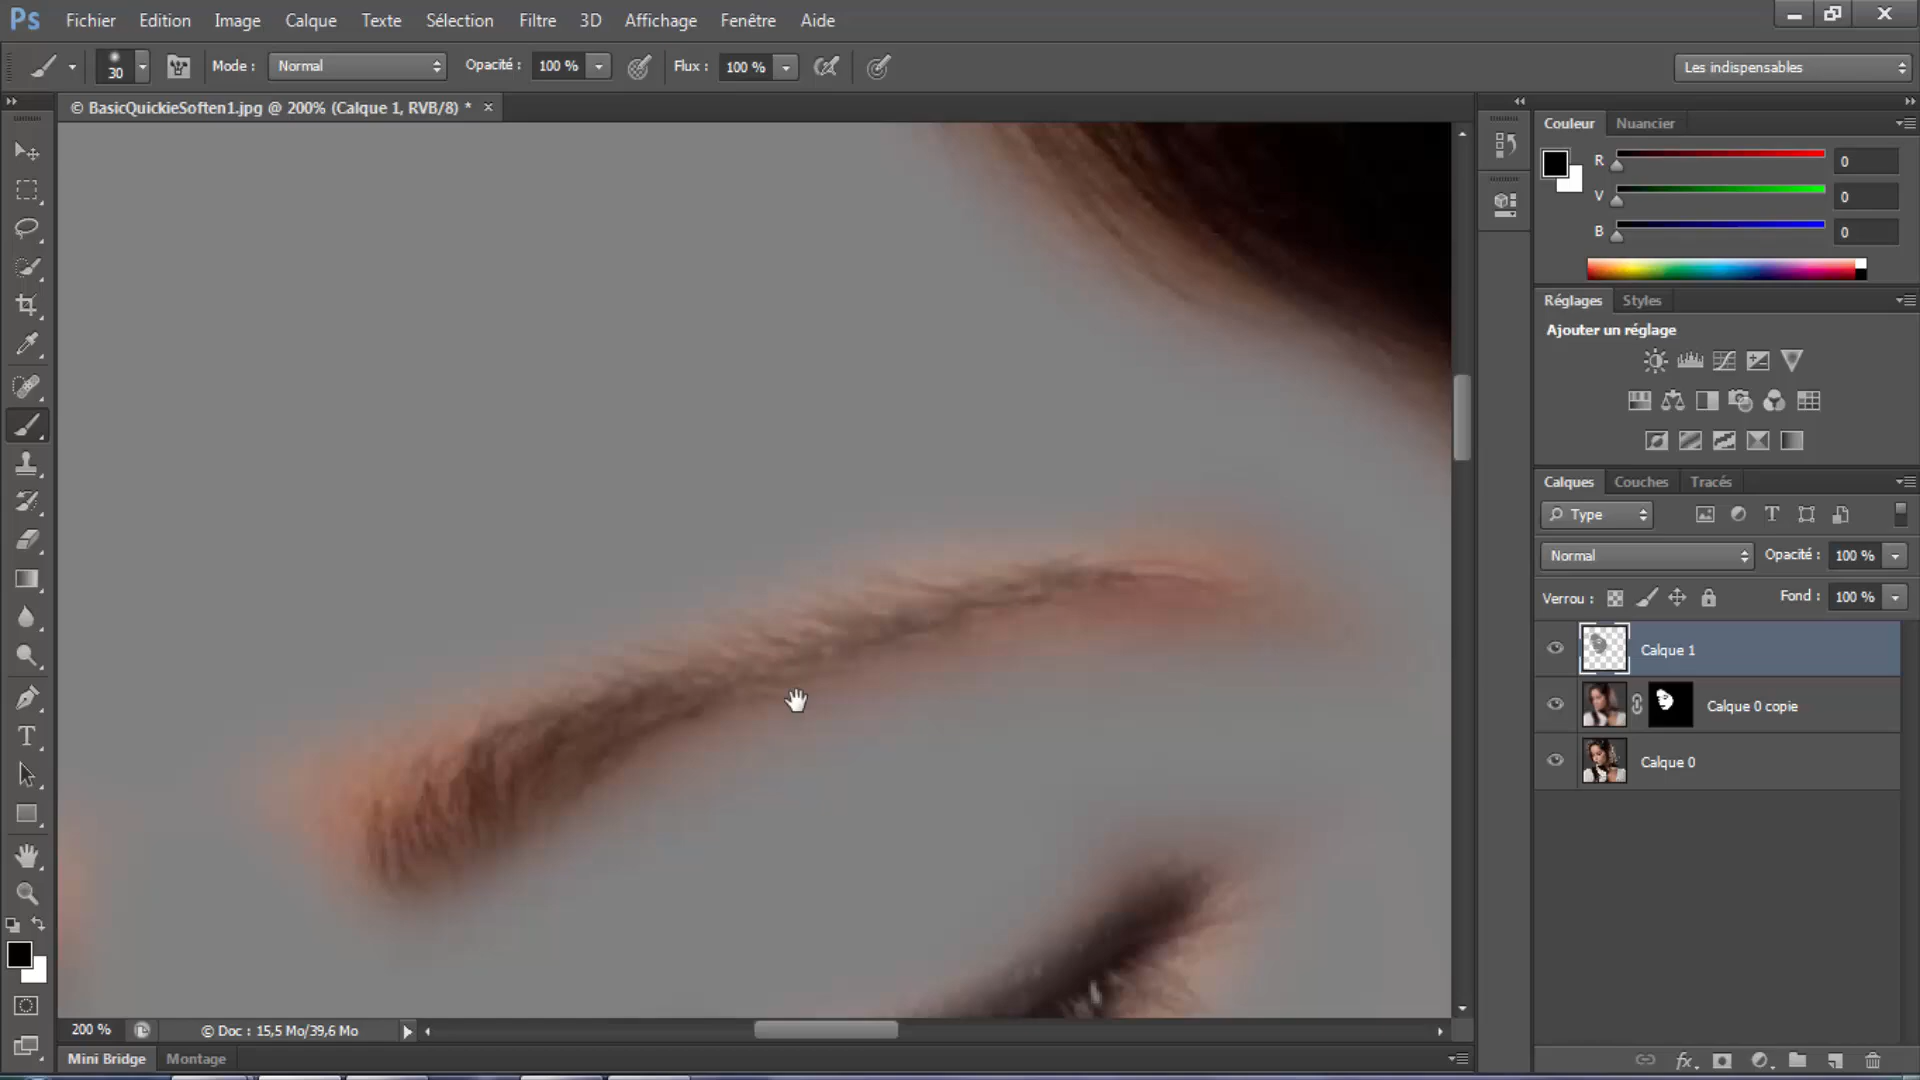 Ps Fichier Edition Image Calque Texte Sélection Filtre 3D Affichage Fenêtre Aide
30 Mode : Normal Opacité : 100 % Flux : 100 % Les indispensables
© BasicQuickieSoften1.jpg @ 200% (Calque 1, RVB/8) * ×
Couleur Nuancier
R 0
V 0
B 0
Réglages Styles
Ajouter un réglage
Calques Couches Tracés
Type
Normal Opacité : 100 %
Verrou : Fond : 100 %
Calque 1
Calque 0 copie
Calque 0
200 % © Doc : 15,5 Mo/39,6 Mo
Mini Bridge Montage
fx